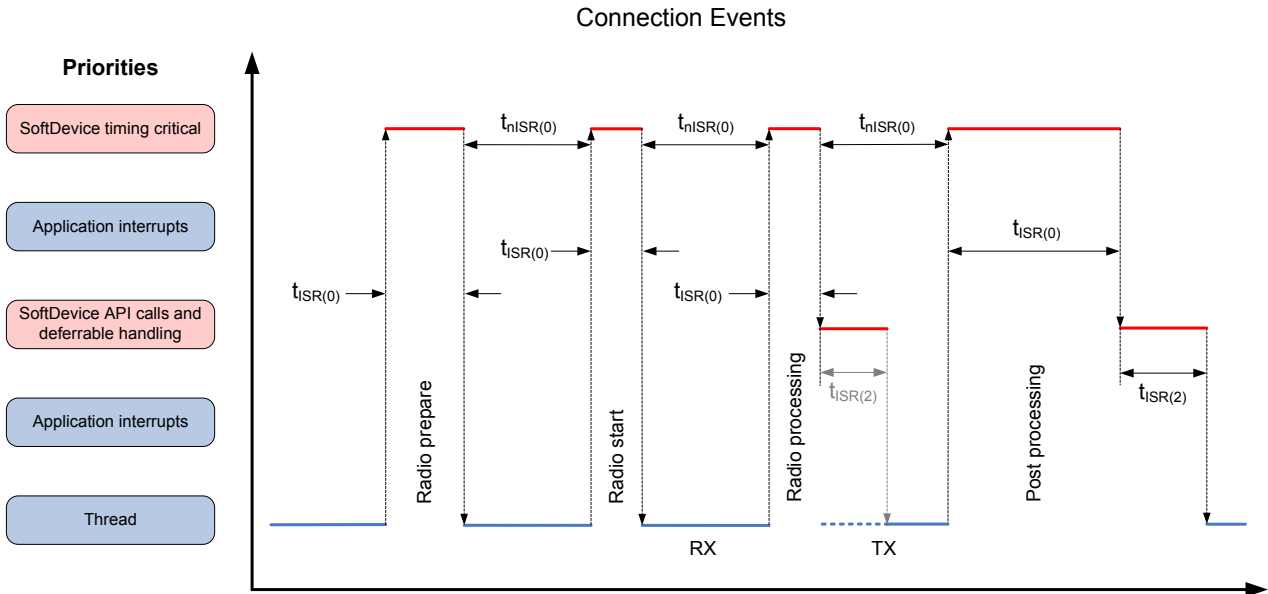 Connection Events
Priorities
SoftDevice timing critical
Application interrupts
SoftDevice API calls and
deferrable handling
Application interrupts
Thread
tnISR(0)
tnISR(0)
tnISR(0)
tISR(0)
tISR(0)
tISR(0)
tISR(0)
tISR(2)
tISR(2)
Radio prepare
Radio start
Radio processing
Post processing
RX
TX